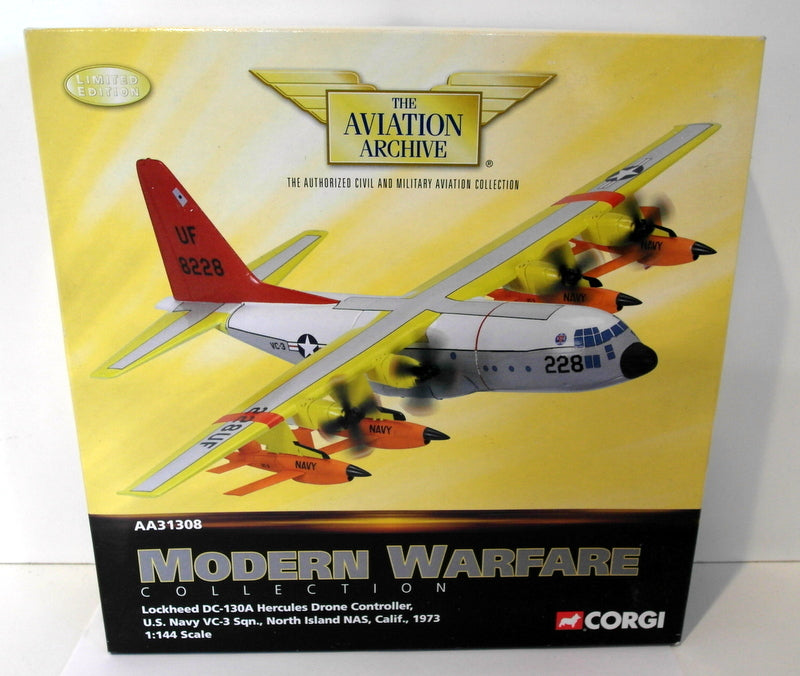 LIMITED
EDITION
THE
AVIATION
ARCHIVE
®
THE AUTHORIZED CIVIL AND MILITARY AVIATION COLLECTION
UF
8228
VC-3
228
NAVY
NAVY
NAVY
NAVY
228UF
AA31308
MODERN WARFARE
COLLECTION
Lockheed DC-130A Hercules Drone Controller,
U.S. Navy VC-3 Sqn., North Island NAS, Calif., 1973
1:144 Scale
CORGI